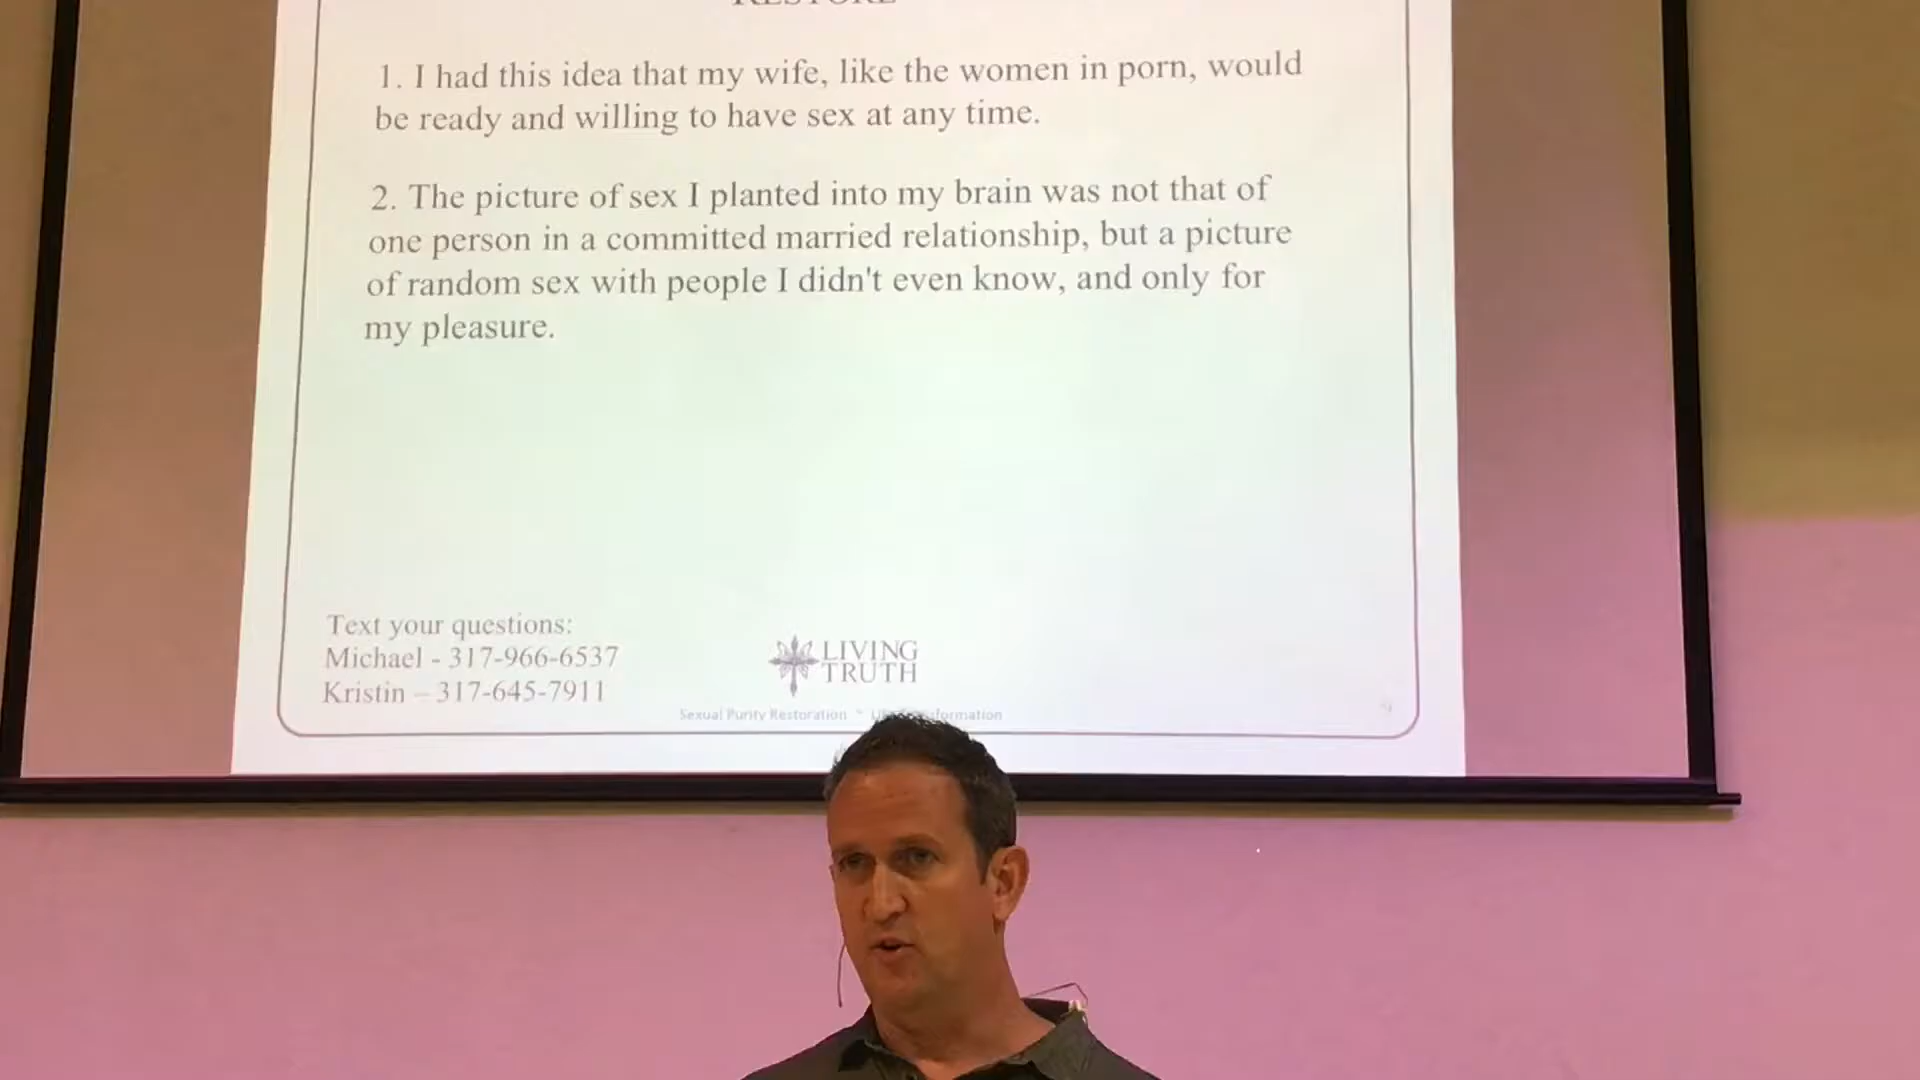 RESTORE
1. I had this idea that my wife, like the women in porn, would
be ready and willing to have sex at any time.
2. The picture of sex I planted into my brain was not that of
one person in a committed married relationship, but a picture
of random sex with people I didn't even know, and only for
my pleasure.
Text your questions:
Michael - 317-966-6537
Kristin – 317-645-7911
LIVING
TRUTH
Sexual Purity Restoration